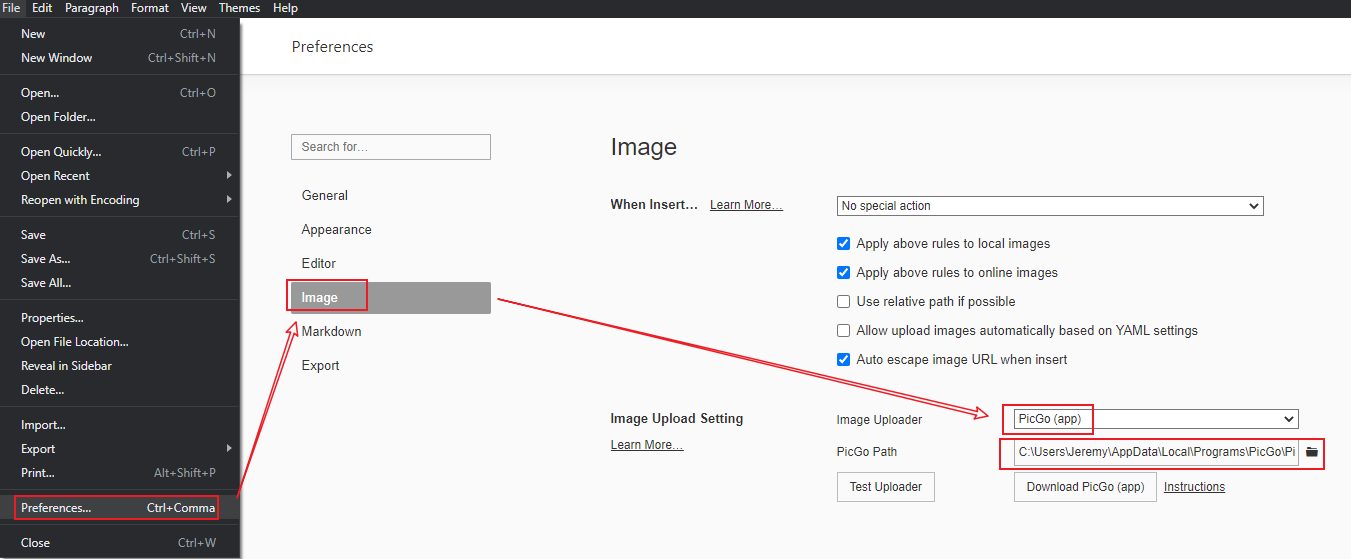 File Edit Paragraph Format View Themes Help
New Ctrl+N
New Window Ctrl+Shift+N
Open... Ctrl+O
Open Folder...
Open Quickly... Ctrl+P
Open Recent
Reopen with Encoding
Save Ctrl+S
Save As... Ctrl+Shift+S
Save All...
Properties...
Open File Location...
Reveal in Sidebar
Delete...
Import...
Export
Print... Alt+Shift+P
Preferences... Ctrl+Comma
Close Ctrl+W
Preferences
Search for...
General
Appearance
Editor
Image
Markdown
Export
Image
When Insert... Learn More... No special action
Apply above rules to local images
Apply above rules to online images
Use relative path if possible
Allow upload images automatically based on YAML settings
Auto escape image URL when insert
Image Upload Setting Image Uploader PicGo (app)
Learn More... PicGo Path C:\Users\Jeremy\AppData\Local\Programs\PicGo\Pi
Test Uploader Download PicGo (app) Instructions